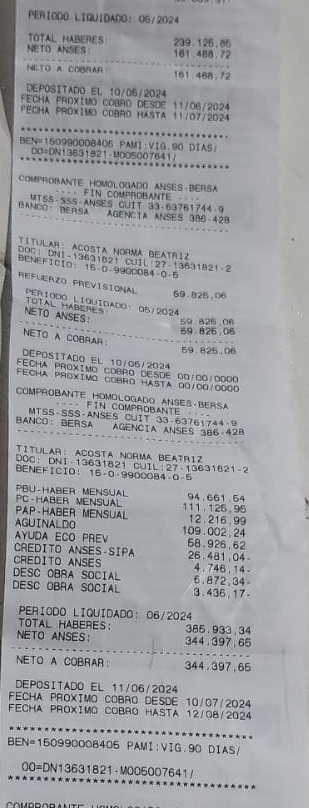 PERIODO LIQUIDADO: 05/2024
TOTAL HABERES: 239.125,85
NETO ANSES: 161.488,72
NETO A COBRAR: 161.488,72
DEPOSITADO EL 10/05/2024
FECHA PROXIMO COBRO DESDE 11/06/2024
FECHA PROXIMO COBRO HASTA 11/07/2024
***********************************
BEN=150990008405 PAMI:VIG.90 DIAS/
00=DN13631821-M005007641/
***********************************
COMPROBANTE HOMOLOGADO ANSES-BERSA
---- FIN COMPROBANTE ----
MTSS-SSS-ANSES CUIT 33-63761744-9
BANCO: BERSA AGENCIA ANSES 386-428
TITULAR: ACOSTA NORMA BEATRIZ
DOC: DNI-13631821 CUIL:27-13631821-2
BENEFICIO: 15-0-9900084-0-5
REFUERZO PREVISIONAL 59.825,06
PERIODO LIQUIDADO: 05/2024
TOTAL HABERES: 59.825,06
NETO ANSES: 59.825,06
NETO A COBRAR: 59.825,06
DEPOSITADO EL 10/05/2024
FECHA PROXIMO COBRO DESDE 00/00/0000
FECHA PROXIMO COBRO HASTA 00/00/0000
COMPROBANTE HOMOLOGADO ANSES-BERSA
---- FIN COMPROBANTE ----
MTSS-SSS-ANSES CUIT 33-63761744-9
BANCO: BERSA AGENCIA ANSES 386-428
TITULAR: ACOSTA NORMA BEATRIZ
DOC: DNI-13631821 CUIL:27-13631821-2
BENEFICIO: 15-0-9900084-0-5
PBU-HABER MENSUAL 94.661,54
PC-HABER MENSUAL 111.125,95
PAP-HABER MENSUAL 12.216,99
AGUINALDO 109.002,24
AYUDA ECO PREV 58.926,62
CREDITO ANSES-SIPA 26.481,04-
CREDITO ANSES 4.746,14-
DESC OBRA SOCIAL 6.872,34-
DESC OBRA SOCIAL 3.436,17-
PERIODO LIQUIDADO: 06/2024
TOTAL HABERES: 385.933,34
NETO ANSES: 344.397,65
NETO A COBRAR: 344.397,65
DEPOSITADO EL 11/06/2024
FECHA PROXIMO COBRO DESDE 10/07/2024
FECHA PROXIMO COBRO HASTA 12/08/2024
***********************************
BEN=150990008405 PAMI:VIG.90 DIAS/
00=DN13631821-M005007641/
***********************************